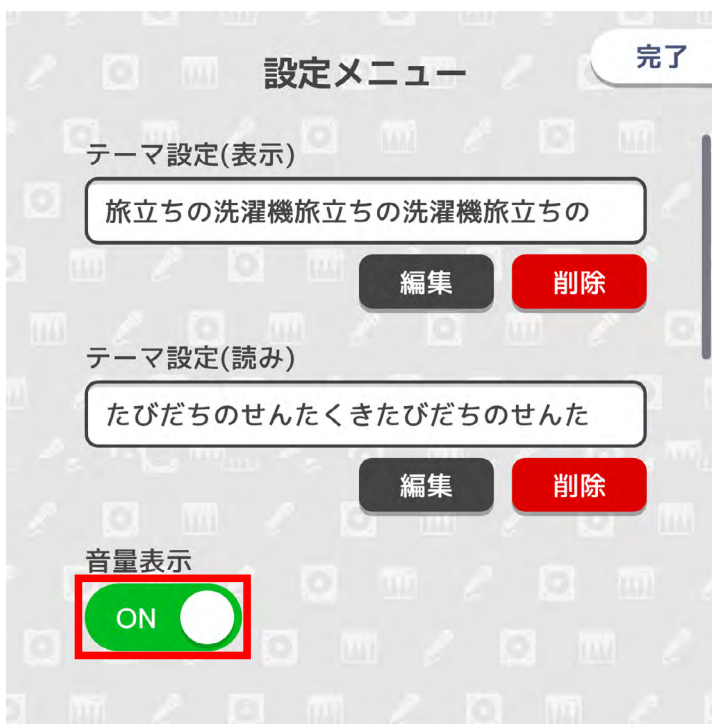 設定メニュー
完了
テーマ設定(表示)
旅立ちの洗濯機旅立ちの洗濯機旅立ちの
編集
削除
テーマ設定(読み)
たびだちのせんたくきたびだちのせんた
編集
削除
音量表示
ON